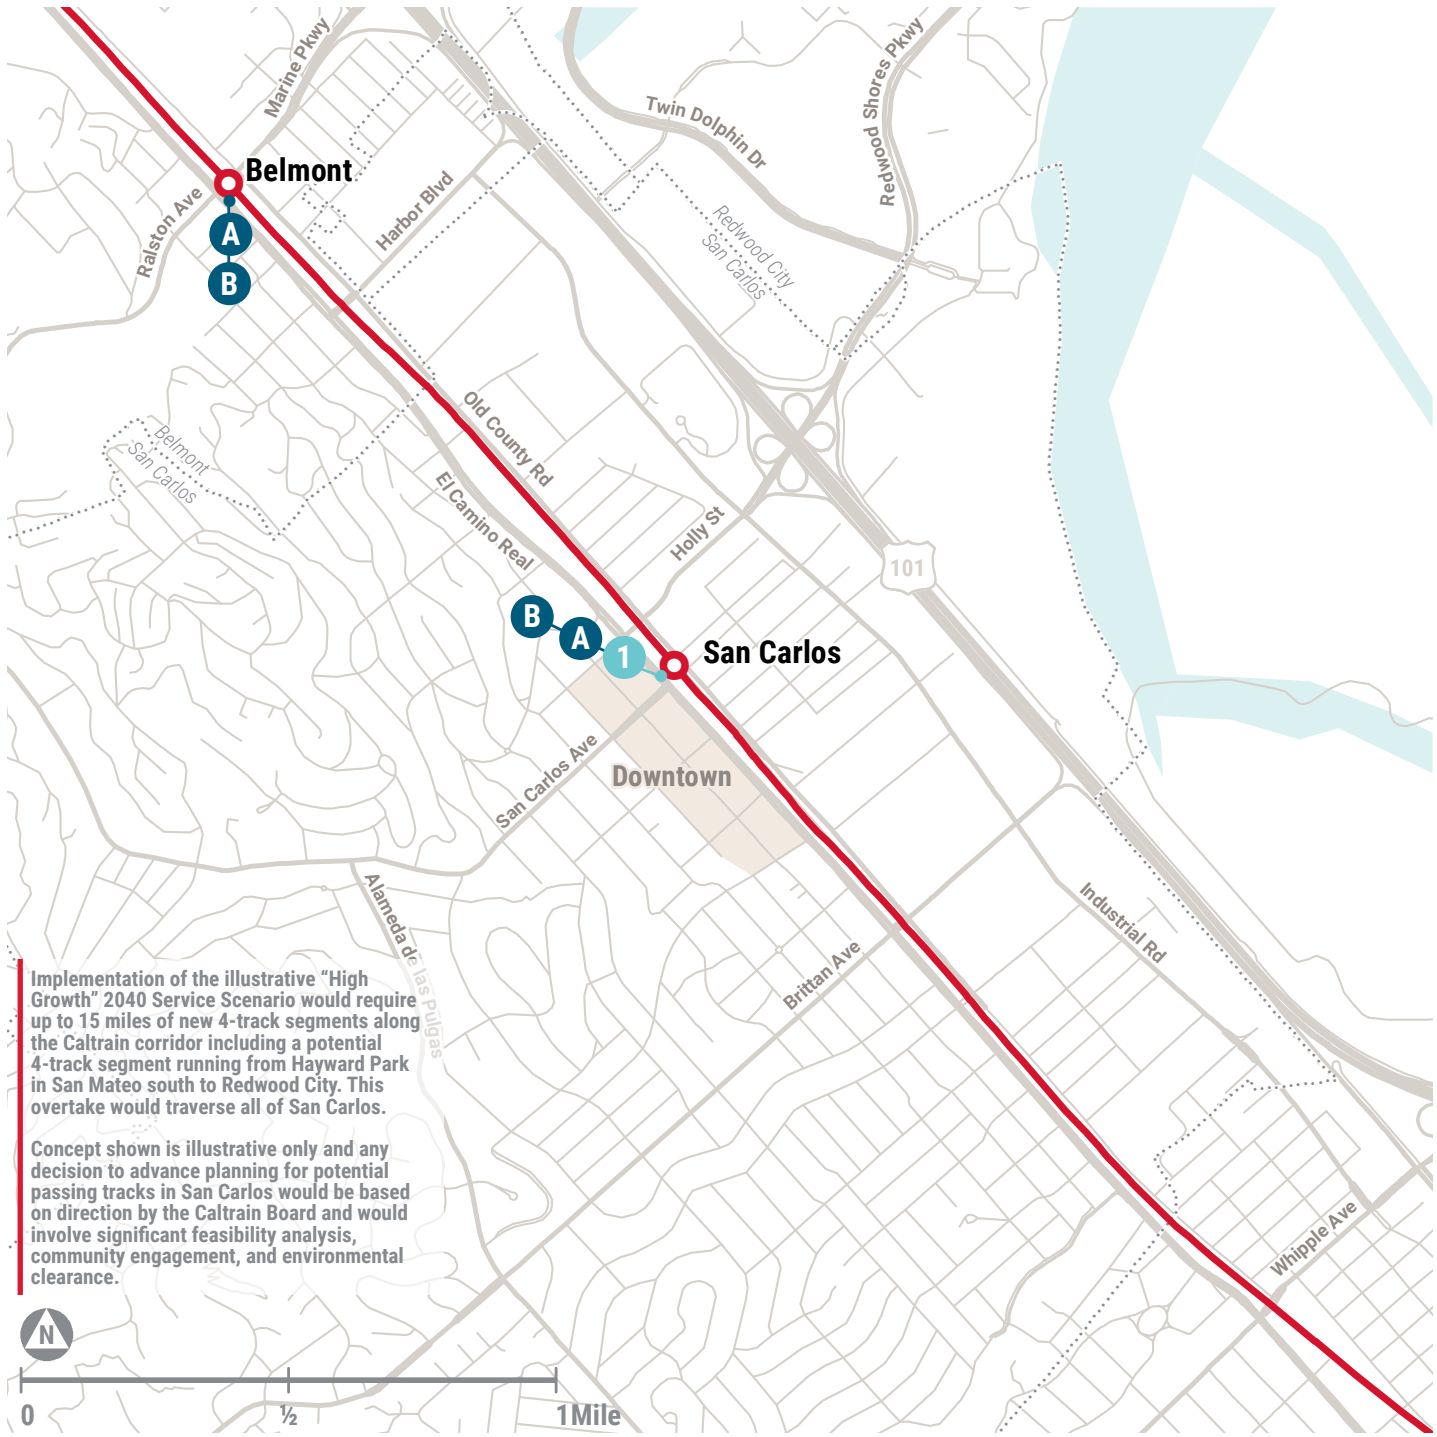 Marine Pkwy
Repwood Shores Pkwy
Twin Dolphin Dr
Belmont
Ralston Ave
Harbor Blvd
A
B
Redwood City
San Carlos
Old County Rd
Belmont
San Carlos
El Camino Real
Holly St
101
B
A
1
San Carlos
San Carlos Ave
Downtown
Alameda de las Pulgas
Industrial Rd
Brittan Ave
Whipple Ave
Implementation of the illustrative “High
Growth” 2040 Service Scenario would require
up to 15 miles of new 4-track segments along
the Caltrain corridor including a potential
4-track segment running from Hayward Park
in San Mateo south to Redwood City. This
overtake would traverse all of San Carlos.
Concept shown is illustrative only and any
decision to advance planning for potential
passing tracks in San Carlos would be based
on direction by the Caltrain Board and would
involve significant feasibility analysis,
community engagement, and environmental
clearance.
N
0
½
1Mile